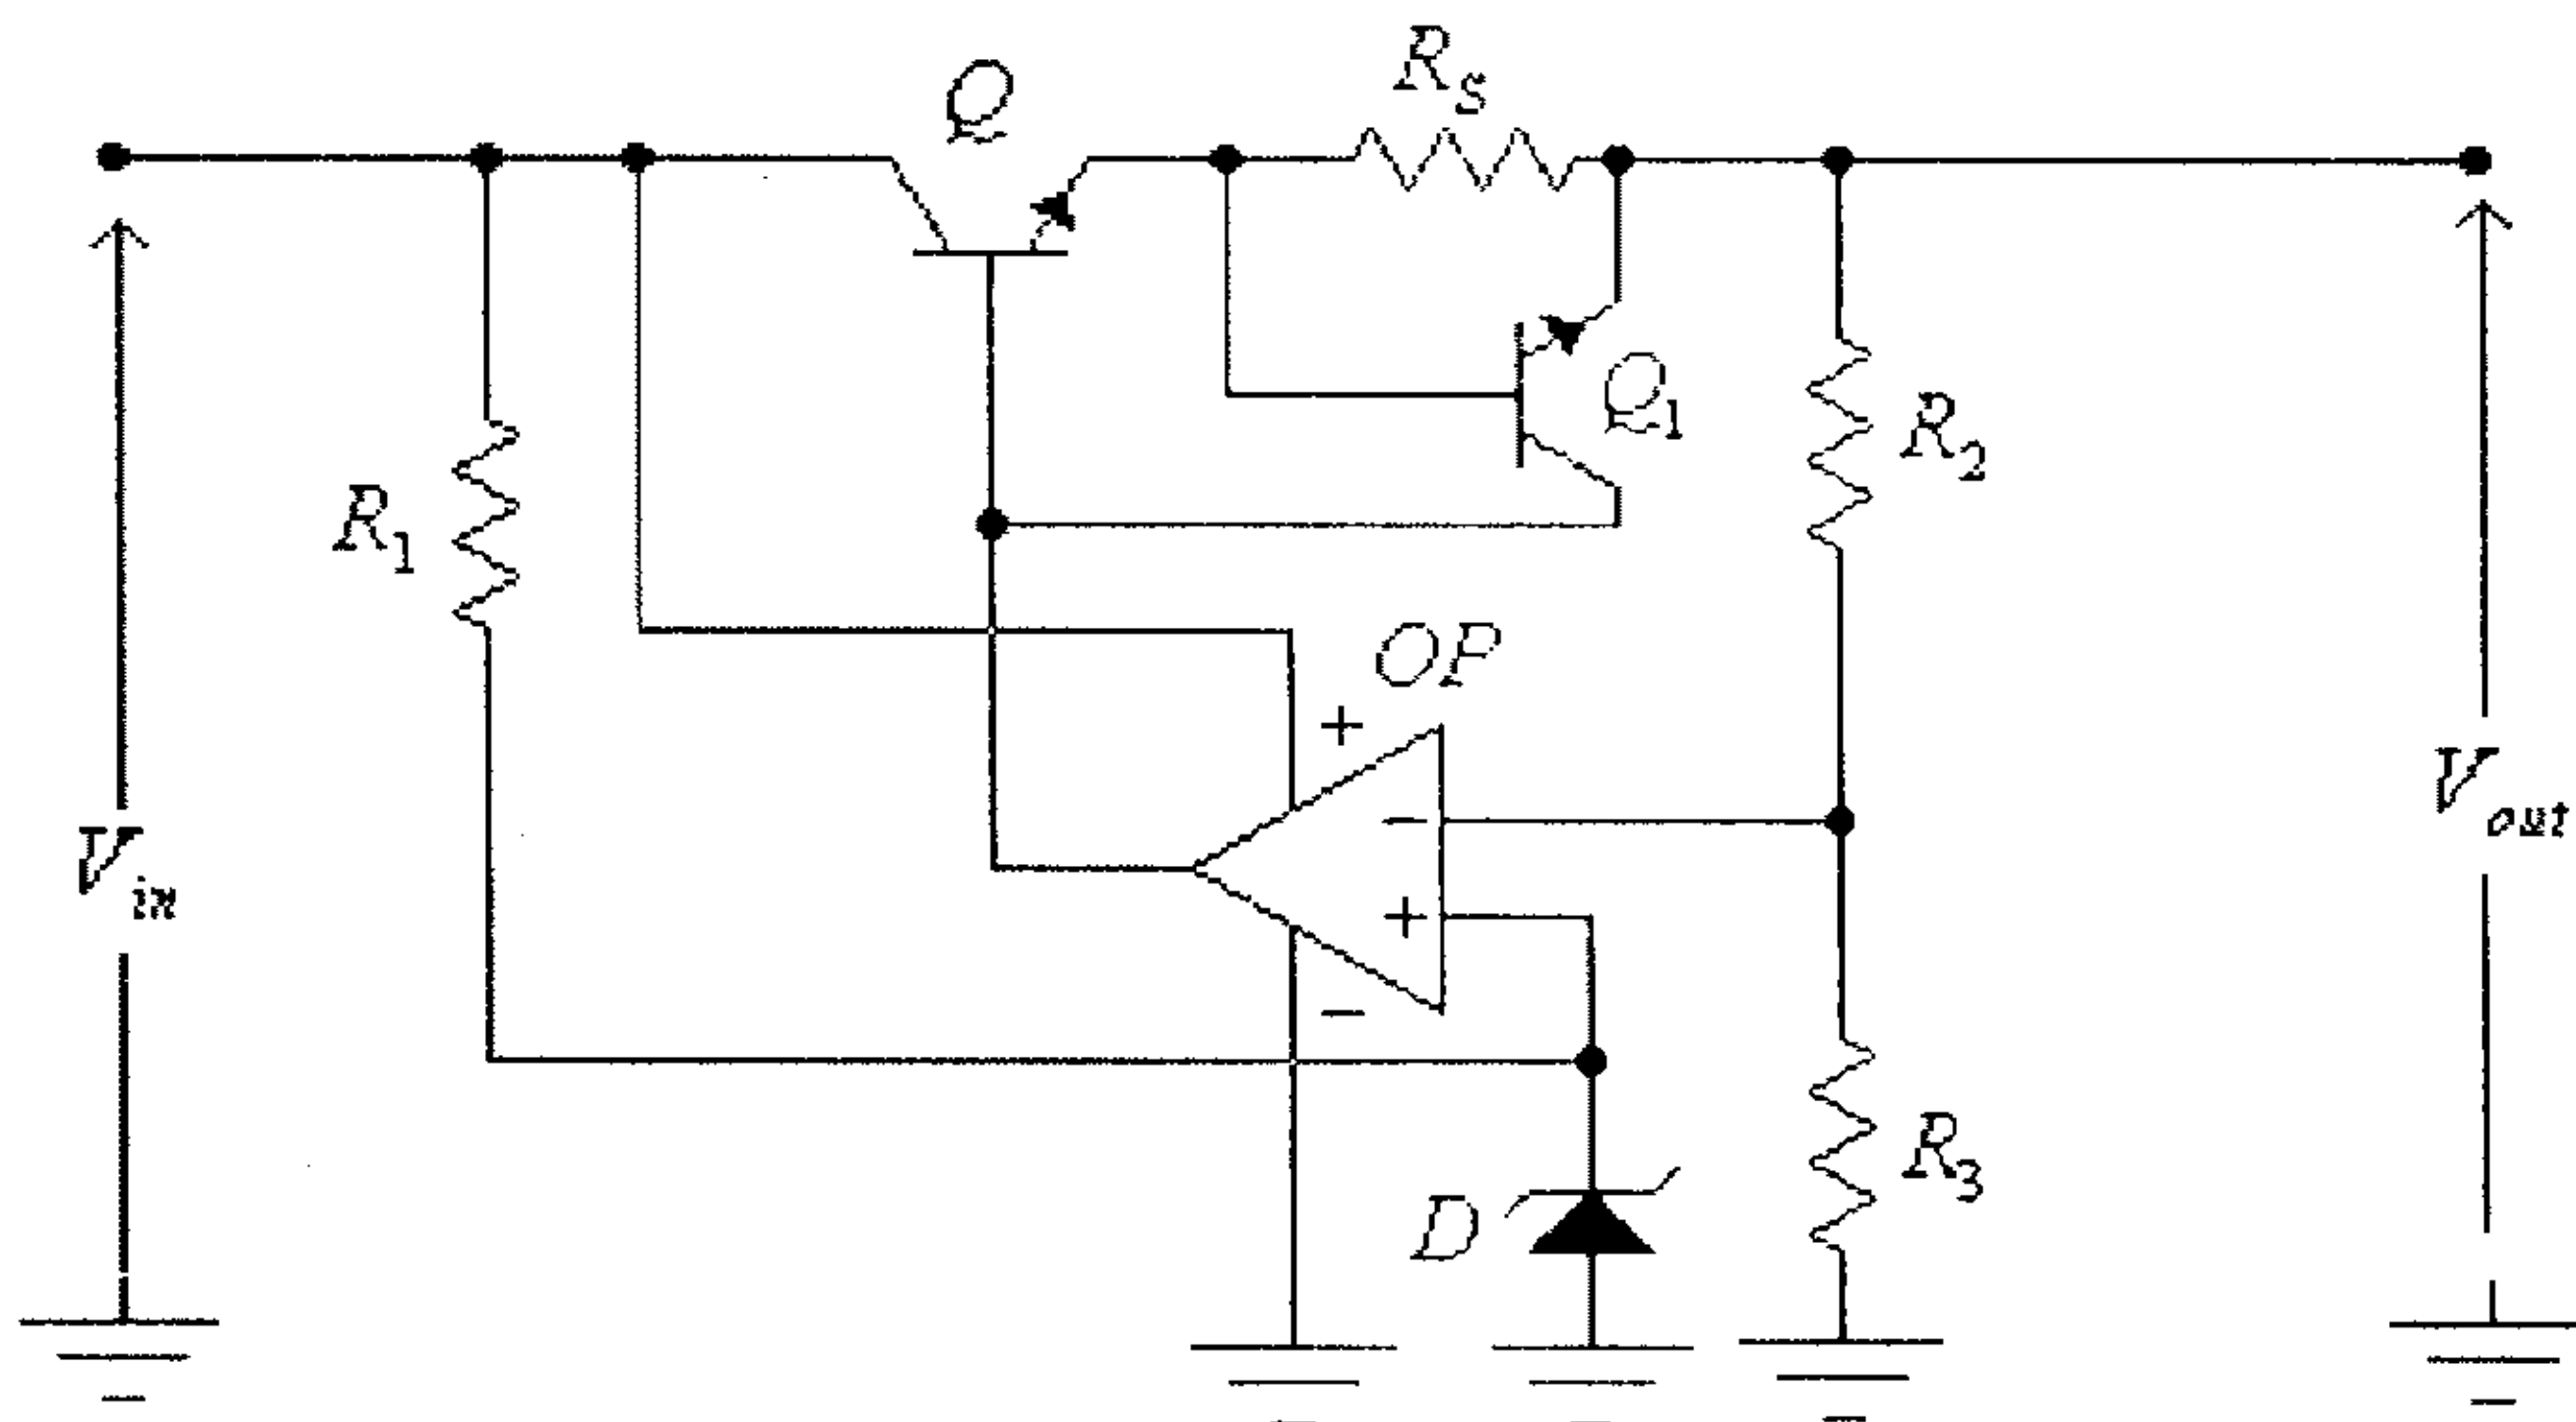 Q
R_S
Q_1
R_2
R_1
OP
+
−
+
−
V_in
V_out
D
R_3